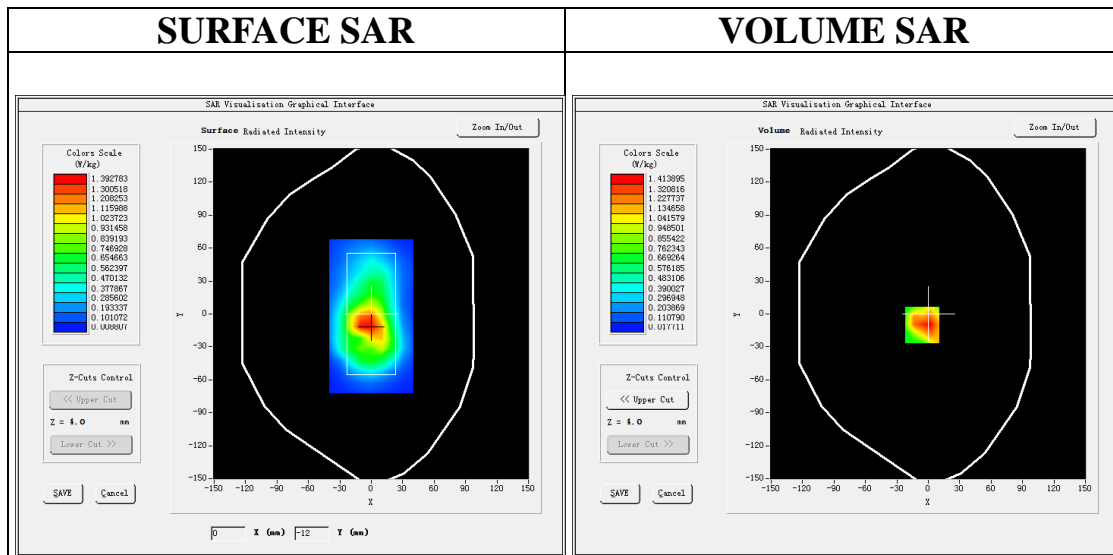 SURFACE SAR
VOLUME SAR
SAR Visualisation Graphical Interface
Surface Radiated Intensity
Zoom In/Out
Colors Scale
(W/kg)
1.392783
1.300518
1.208253
1.115988
1.023723
0.931458
0.839193
0.746928
0.654663
0.562397
0.470132
0.377867
0.285602
0.193337
0.101072
0.008807
Z-Cuts Control
<< Upper Cut
Z = 4.0 mm
Lower Cut >>
SAVE Cancel
150
120
90
60
30
0
-30
-60
-90
-120
-150
Y
-150 -120 -90 -60 -30 0 30 60 90 120 150
X
0 X (mm) -12 Y (mm)
SAR Visualisation Graphical Interface
Volume Radiated Intensity
Zoom In/Out
Colors Scale
(W/kg)
1.413895
1.320816
1.227737
1.134658
1.041579
0.948501
0.855422
0.762343
0.669264
0.576185
0.483106
0.390027
0.296948
0.203869
0.110790
0.017711
Z-Cuts Control
<< Upper Cut
Z = 4.0 mm
Lower Cut >>
SAVE Cancel
150
120
90
60
30
0
-30
-60
-90
-120
-150
Y
-150 -120 -90 -60 -30 0 30 60 90 120 150
X